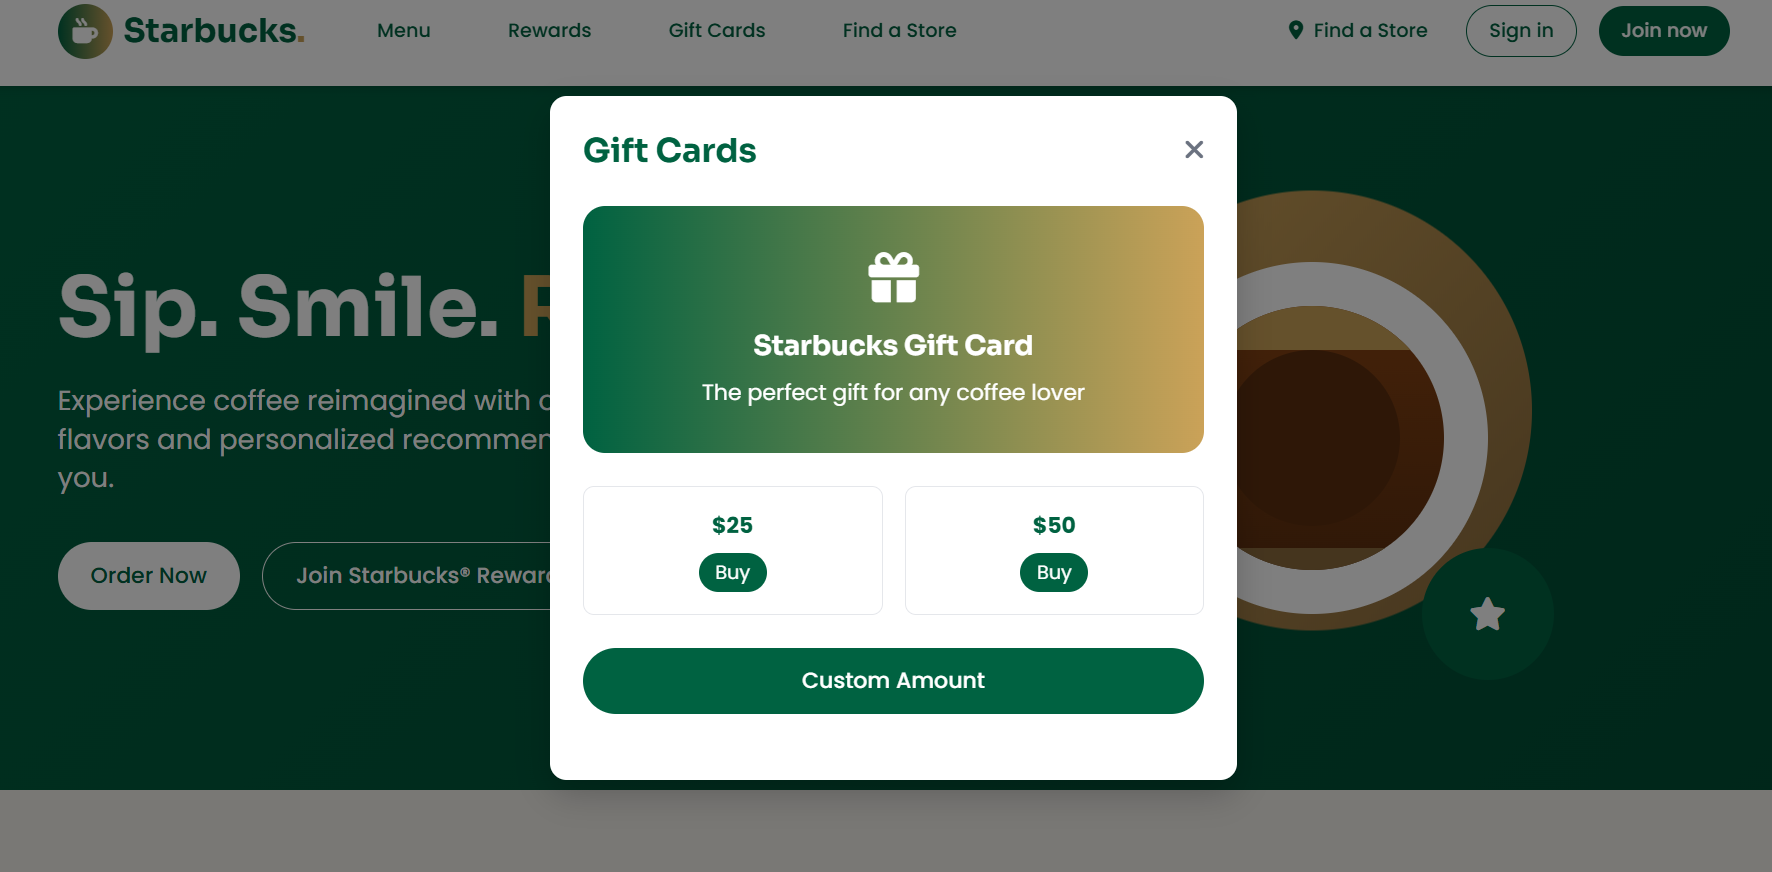 Starbucks.
Menu
Rewards
Gift Cards
Find a Store
Find a Store
Sign in
Join now
Gift Cards
Starbucks Gift Card
The perfect gift for any coffee lover
$25
Buy
$50
Buy
Custom Amount
Sip. Smile.
Experience coffee reimagined with
flavors and personalized
you.
Order Now
Join Starbucks®